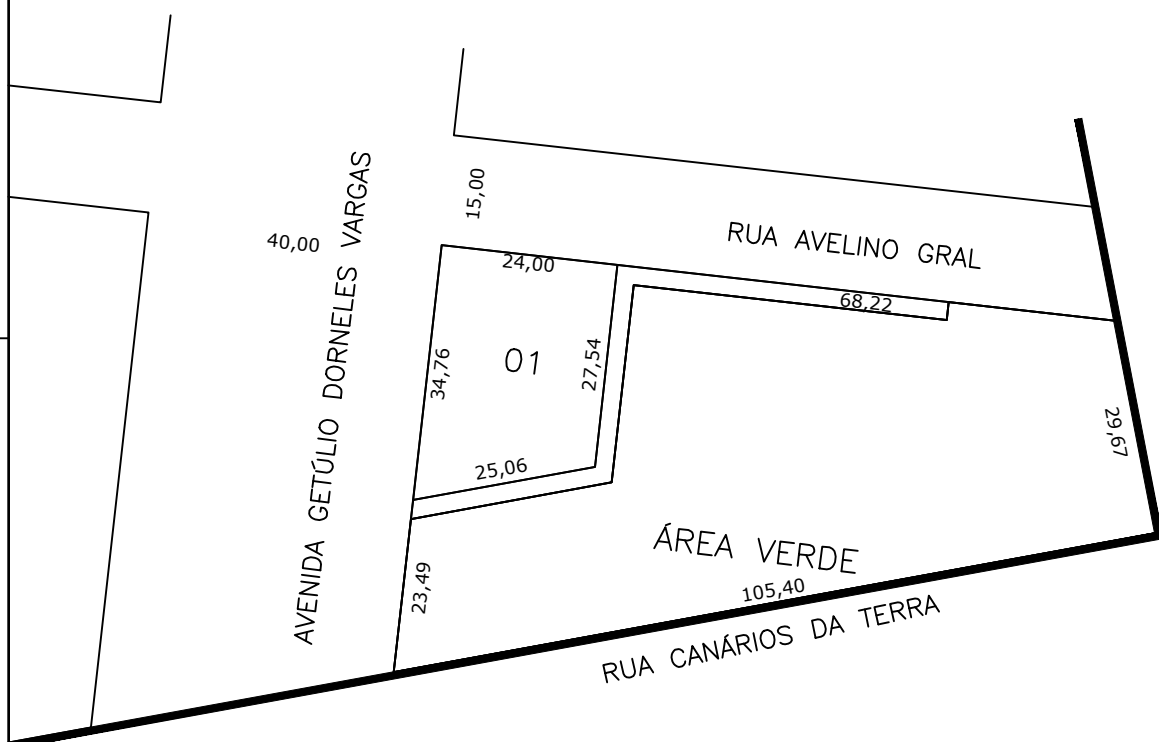 AVENIDA GETÚLIO DORNELES VARGAS
40,00
15,00
RUA AVELINO GRAL
24,00
68,22
34,76
01
27,54
25,06
29,67
23,49
ÁREA VERDE
105,40
RUA CANÁRIOS DA TERRA